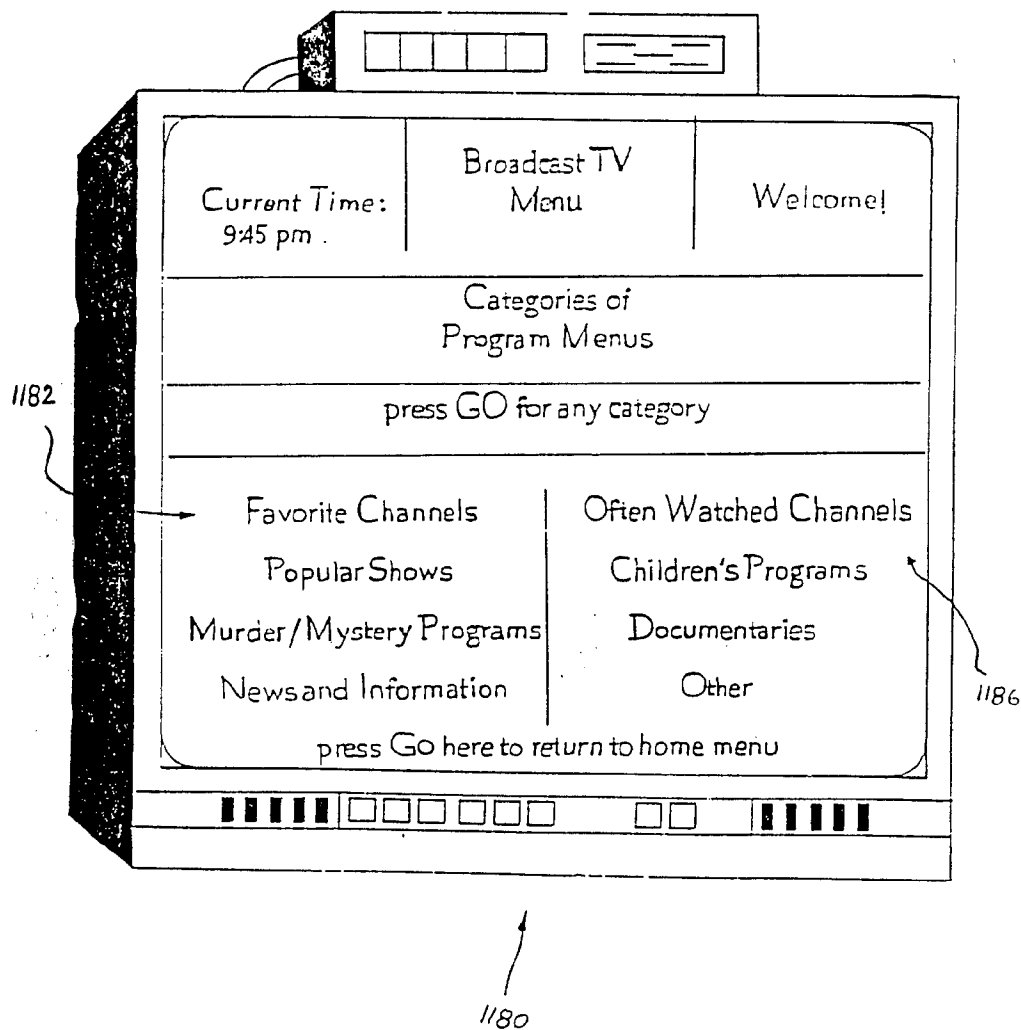 Current Time:
9:45 pm .
Broadcast TV
Menu
Welcome!
Categories of
Program Menus
press GO for any category
1182
Favorite Channels
Popular Shows
Murder/Mystery Programs
News and Information
Often Watched Channels
Children's Programs
Documentaries
Other
1186
press Go here to return to home menu
1180